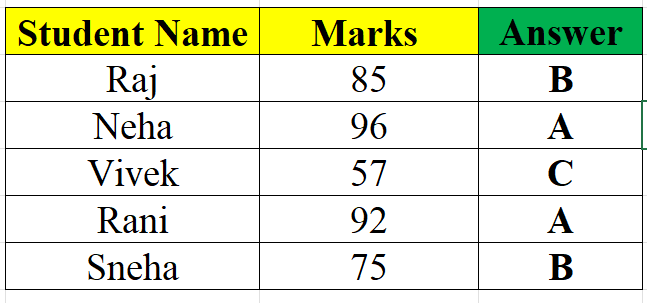 Student Name Marks Answer
Raj 85 B
Neha 96 A
Vivek 57 C
Rani 92 A
Sneha 75 B